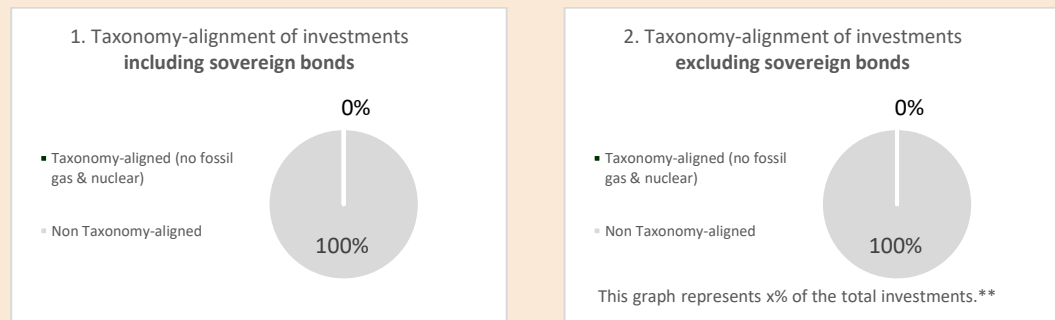 1. Taxonomy-alignment of investments
including sovereign bonds
0%
Taxonomy-aligned (no fossil
gas & nuclear)
Non Taxonomy-aligned
100%
2. Taxonomy-alignment of investments
excluding sovereign bonds
0%
Taxonomy-aligned (no fossil
gas & nuclear)
Non Taxonomy-aligned
100%
This graph represents x% of the total investments.**